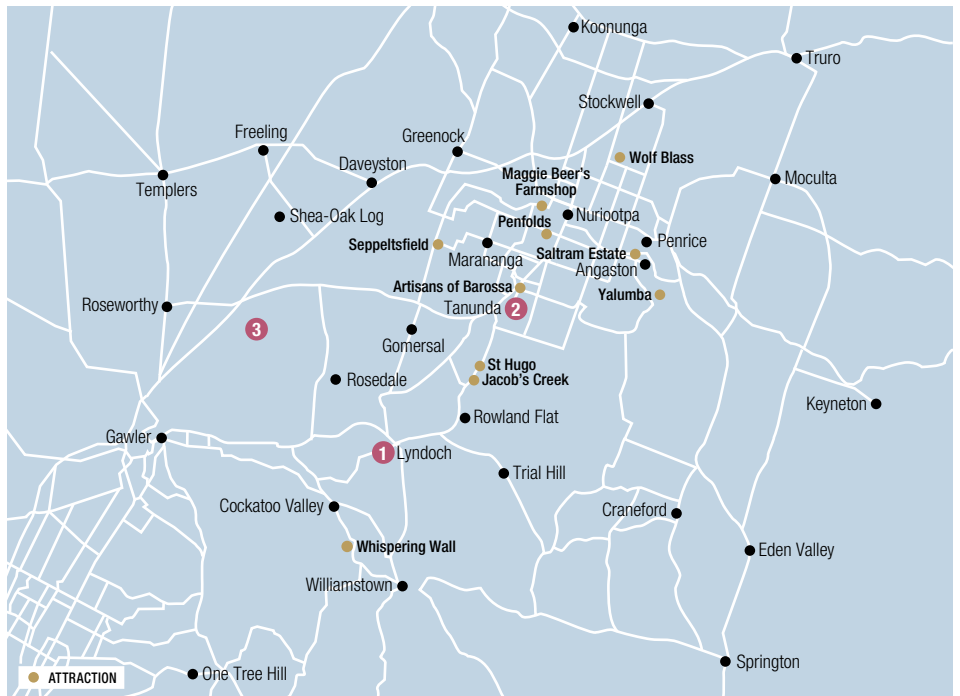 Koonunga
Truro
Stockwell
Freeling
Greenock
Daveyston
Wolf Blass
Maggie Beer's
Farmshop
Moculta
Templers
Shea-Oak Log
Nuriootpa
Penfolds
Seppeltsfield
Marananga
Penrice
Saltram Estate
Angaston
Artisans of Barossa
Yalumba
Roseworthy
Tanunda 2
3
Gomersal
St Hugo
Rosedale
Jacob's Creek
Keyneton
Rowland Flat
Gawler
1 Lyndoch
Trial Hill
Cockatoo Valley
Craneford
Whispering Wall
Eden Valley
Williamstown
Springton
One Tree Hill
ATTRACTION